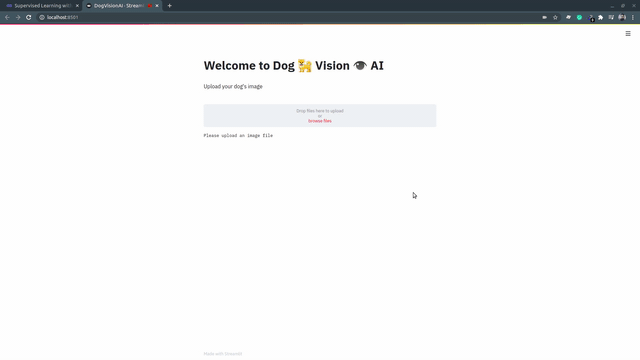 Supervised Learning with
DogVisionAI - Stream
localhost:8501
Welcome to Dog 🐕 Vision 👁 AI
Upload your dog's image
Drop files here to upload
or
browse files
Please upload an image file
Made with Streamlit